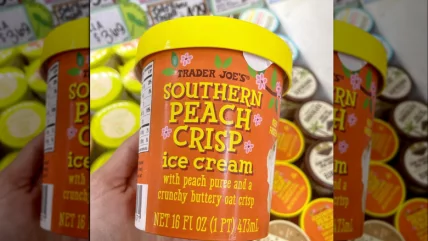 TRADER JOE'S
SOUTHERN
PEACH
CRISP
ice cream
with peach puree and a
crunchy buttery oat crisp
NET 16 Fl OZ (1 PT) 473ml